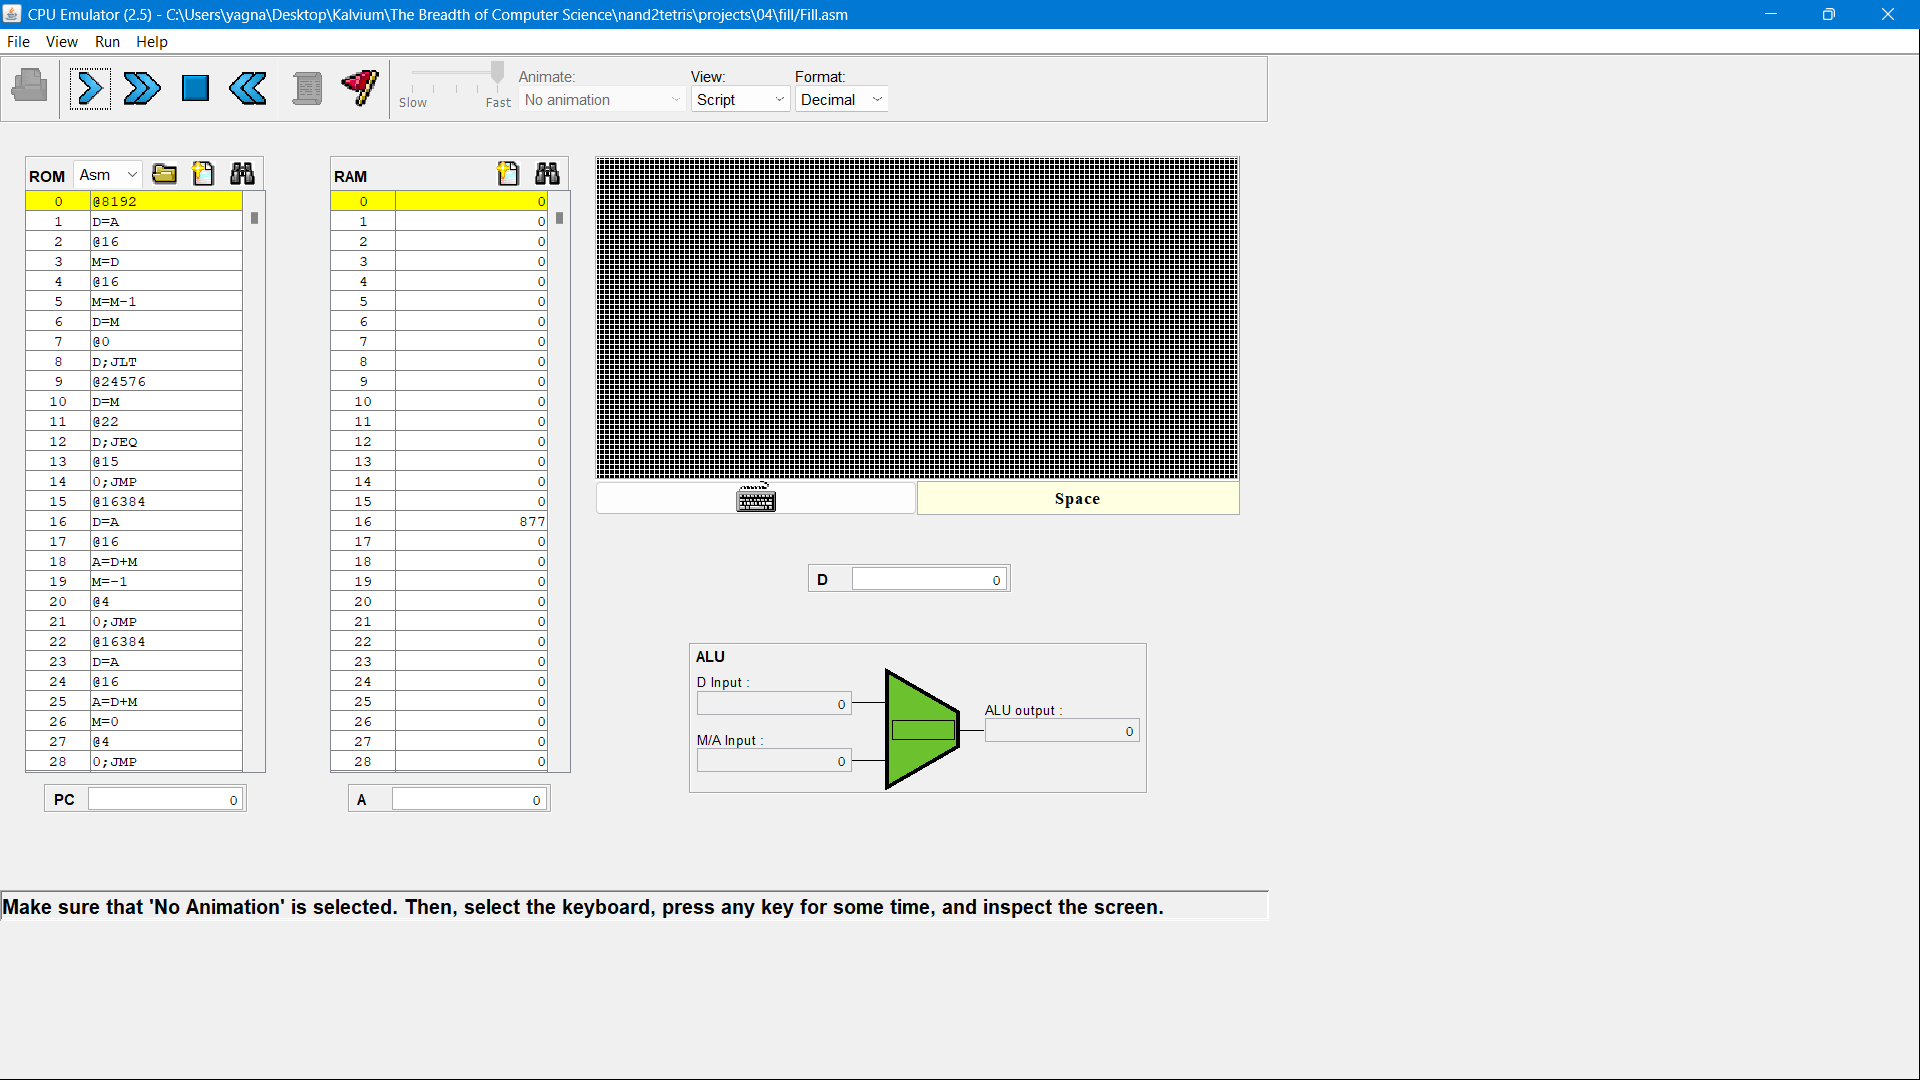 CPU Emulator (2.5) - C:\Users\yagna\Desktop\Kalvium\The Breadth of Computer Science\nand2tetris\projects\04\fill/Fill.asm
File View Run Help
Animate: View: Format:
Slow Fast No animation Script Decimal
ROM Asm
0 @8192
1 D=A
2 @16
3 M=D
4 @16
5 M=M-1
6 D=M
7 @0
8 D;JLT
9 @24576
10 D=M
11 @22
12 D;JEQ
13 @15
14 0;JMP
15 @16384
16 D=A
17 @16
18 A=D+M
19 M=-1
20 @4
21 0;JMP
22 @16384
23 D=A
24 @16
25 A=D+M
26 M=0
27 @4
28 0;JMP
PC 0
RAM
0 0
1 0
2 0
3 0
4 0
5 0
6 0
7 0
8 0
9 0
10 0
11 0
12 0
13 0
14 0
15 0
16 877
17 0
18 0
19 0
20 0
21 0
22 0
23 0
24 0
25 0
26 0
27 0
28 0
A 0
Space
D 0
ALU
D Input :
0
M/A Input :
0
ALU output :
0
Make sure that 'No Animation' is selected. Then, select the keyboard, press any key for some time, and inspect the screen.